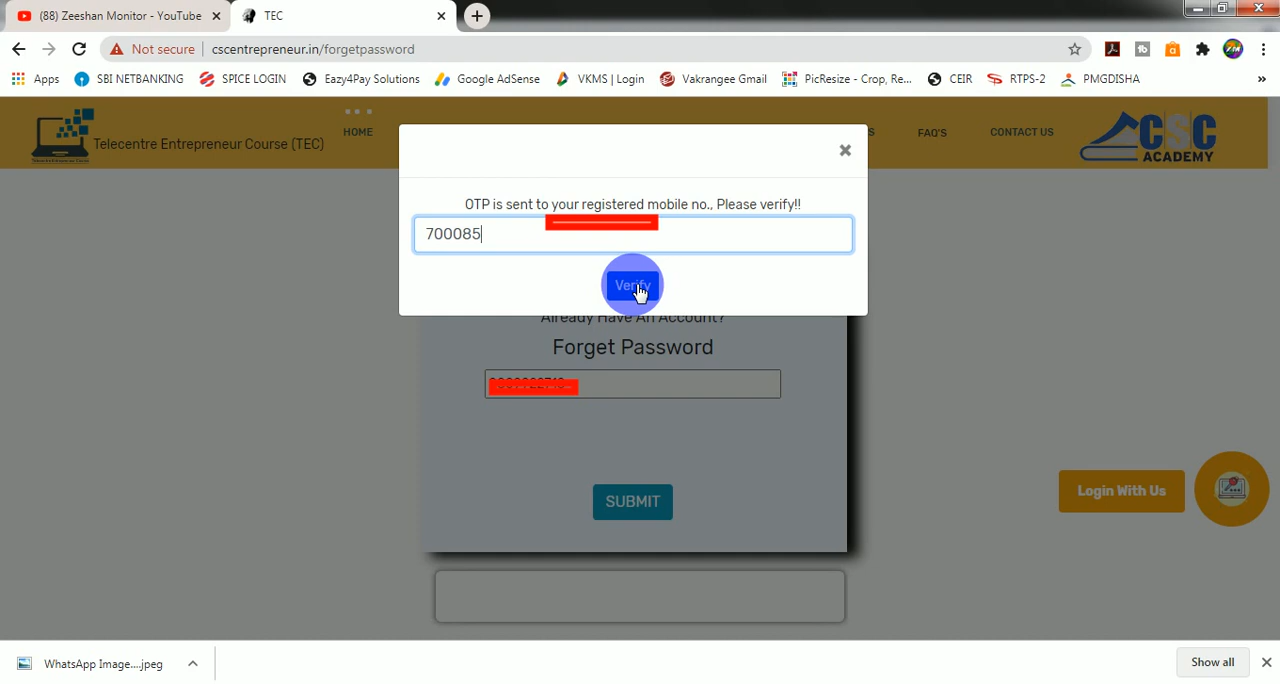 (88) Zeeshan Monitor - YouTube
TEC
Not secure
cscentrepreneur.in/forgetpassword
Apps
SBI NETBANKING
SPICE LOGIN
Eazy4Pay Solutions
Google AdSense
VKMS | Login
Vakrangee Gmail
PicResize - Crop, Re...
CEIR
RTPS-2
PMGDISHA
»
Telecentre Entrepreneur Course (TEC)
HOME
S
FAQ'S
CONTACT US
CSC
ACADEMY
OTP is sent to your registered mobile no., Please verify!!
700085
Verify
Already Have An Account?
Forget Password
SUBMIT
Login With Us
WhatsApp Image....jpeg
Show all